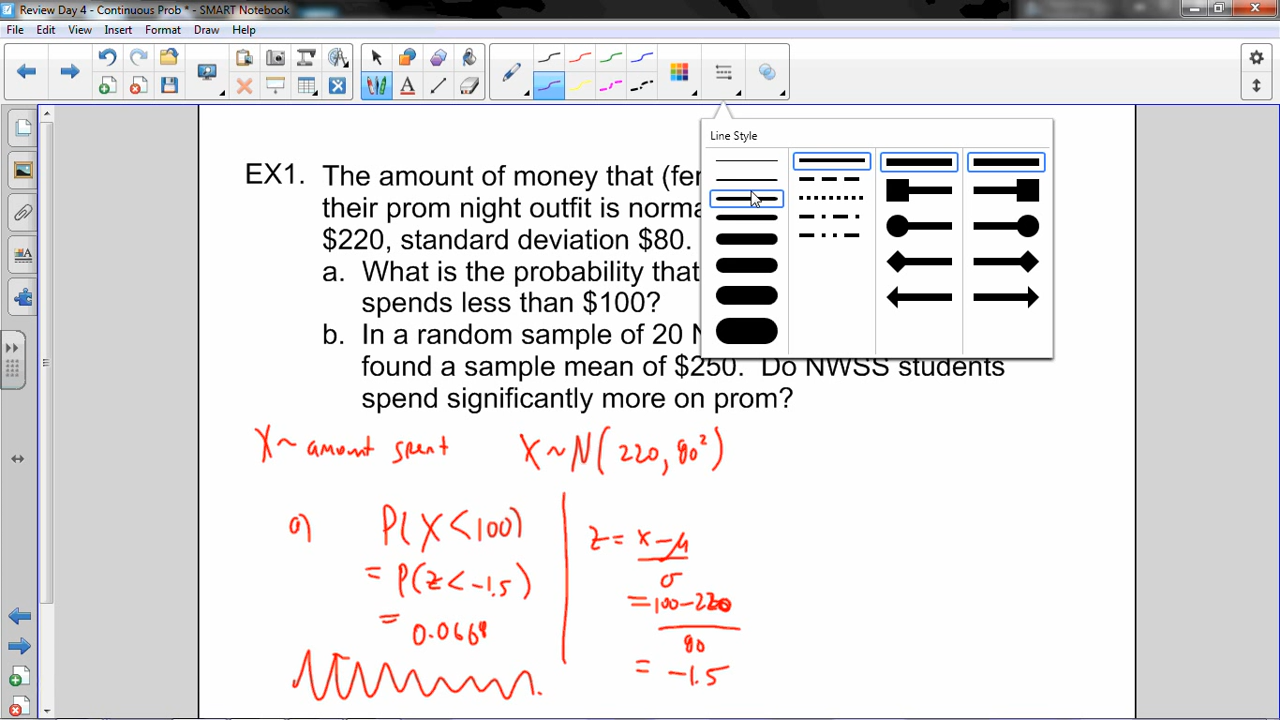 Review Day 4 - Continuous Prob * - SMART Notebook
File Edit View Insert Format Draw Help
Line Style
EX1. The amount of money that (fer
their prom night outfit is norma
$220, standard deviation $80.
a. What is the probability that
spends less than $100?
b. In a random sample of 20 N
found a sample mean of $250. Do NWSS students
spend significantly more on prom?
X ~ amount spent X ~ N(220, 80²)
a) P(X < 100)
= P(Z < -1.5)
= 0.0668
z = x - μ
σ
= 100 - 220
80
= -1.5